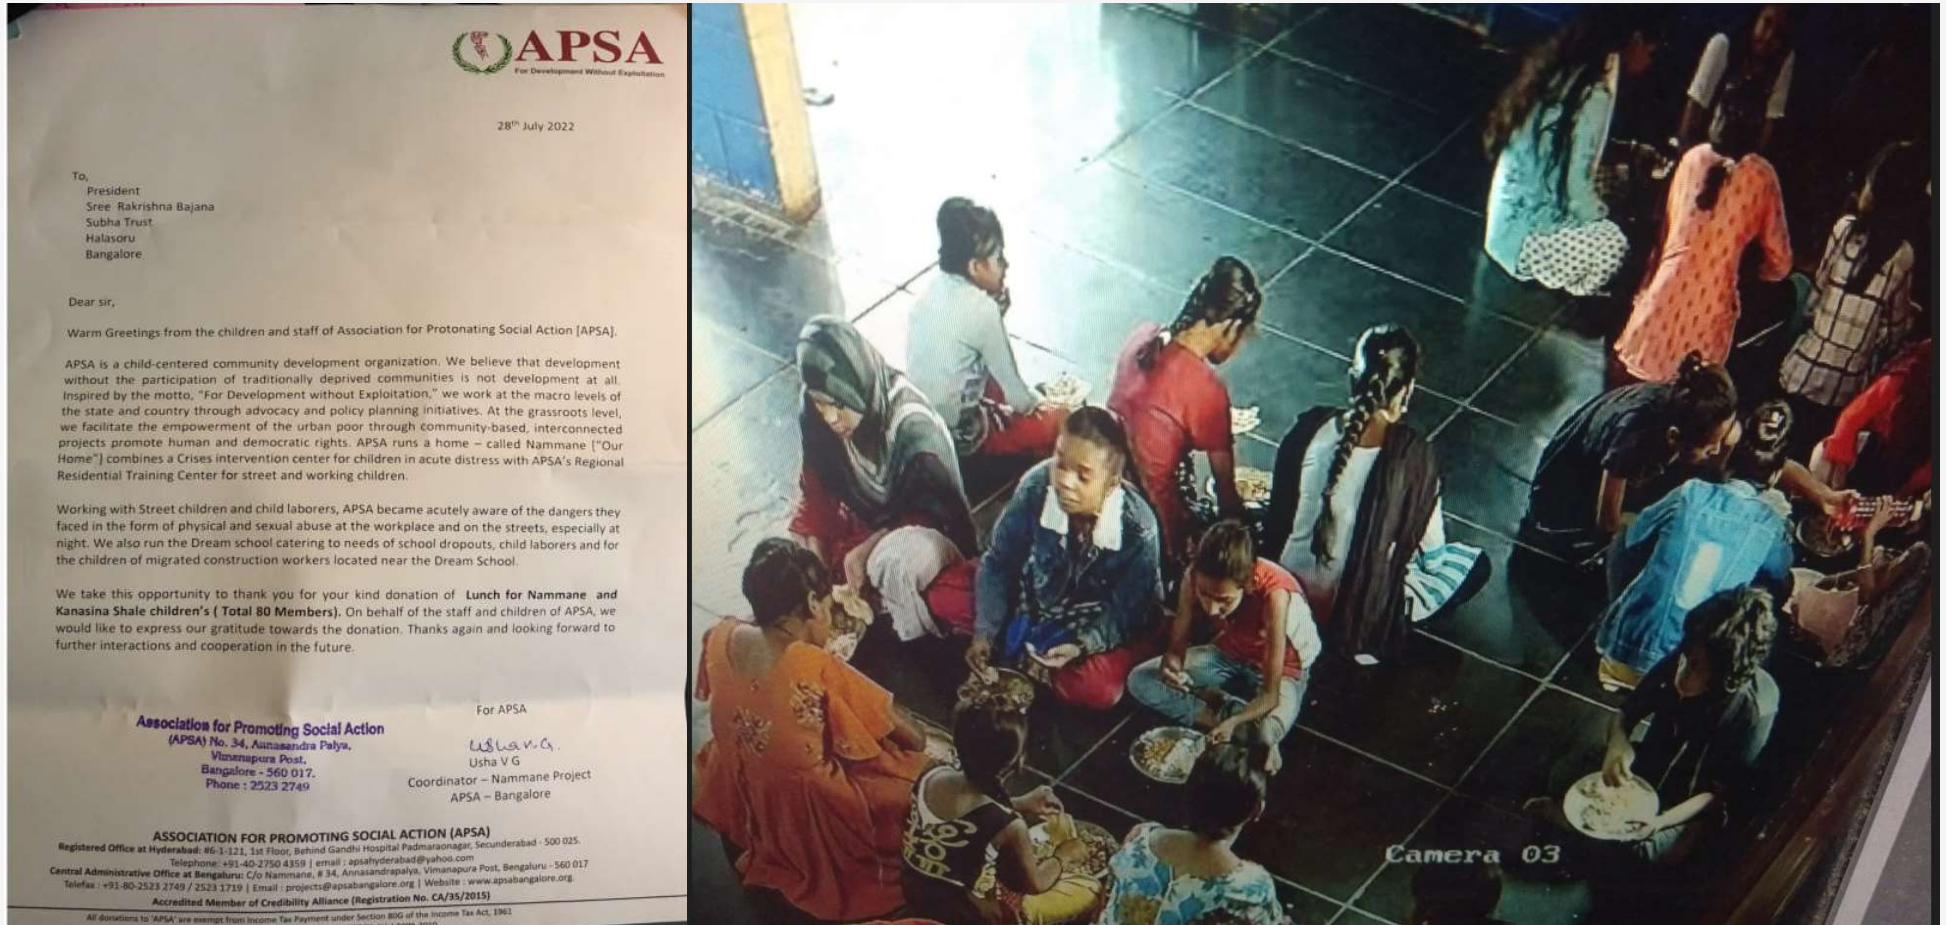 APSA
For Development Without Exploitation
28th July 2022
To,
President
Sree Rakrishna Bajana
Subha Trust
Halasoru
Bangalore
Dear sir,
Warm Greetings from the children and staff of Association for Protonating Social Action [APSA].
APSA is a child-centered community development organization. We believe that development
without the participation of traditionally deprived communities is not development at all.
Inspired by the motto, "For Development without Exploitation," we work at the macro levels of
the state and country through advocacy and policy planning initiatives. At the grassroots level,
we facilitate the empowerment of the urban poor through community-based, interconnected
projects promote human and democratic rights. APSA runs a home – called Nammane ["Our
Home"] combines a Crises intervention center for children in acute distress with APSA's Regional
Residential Training Center for street and working children.
Working with Street children and child laborers, APSA became acutely aware of the dangers they
faced in the form of physical and sexual abuse at the workplace and on the streets, especially at
night. We also run the Dream school catering to needs of school dropouts, child laborers and for
the children of migrated construction workers located near the Dream School.
We take this opportunity to thank you for your kind donation of Lunch for Nammane and
Kanasina Shale children's ( Total 80 Members). On behalf of the staff and children of APSA, we
would like to express our gratitude towards the donation. Thanks again and looking forward to
further interactions and cooperation in the future.
For APSA
Association for Promoting Social Action
(APSA) No. 34, Annasandra Palya,
Vimanapura Post,
Bangalore - 560 017.
Phone : 2523 2749
Usha V.G.
Usha V G
Coordinator – Nammane Project
APSA – Bangalore
ASSOCIATION FOR PROMOTING SOCIAL ACTION (APSA)
Registered Office at Hyderabad: #6-1-121, 1st Floor, Behind Gandhi Hospital Padmaraonagar, Secunderabad - 500 025.
Telephone: +91-40-2750 4359 | email : apsahyderabad@yahoo.com
Central Administrative Office at Bengaluru: C/o Nammane, # 34, Annasandrapalya, Vimanapura Post, Bengaluru - 560 017
Telefax : +91-80-2523 2749 / 2523 1719 | Email : projects@apsabangalore.org | Website : www.apsabangalore.org
Accredited Member of Credibility Alliance (Registration No. CA/35/2015)
All donations to 'APSA' are exempt from Income Tax Payment under Section 80G of the Income Tax Act, 1961
Camera 03